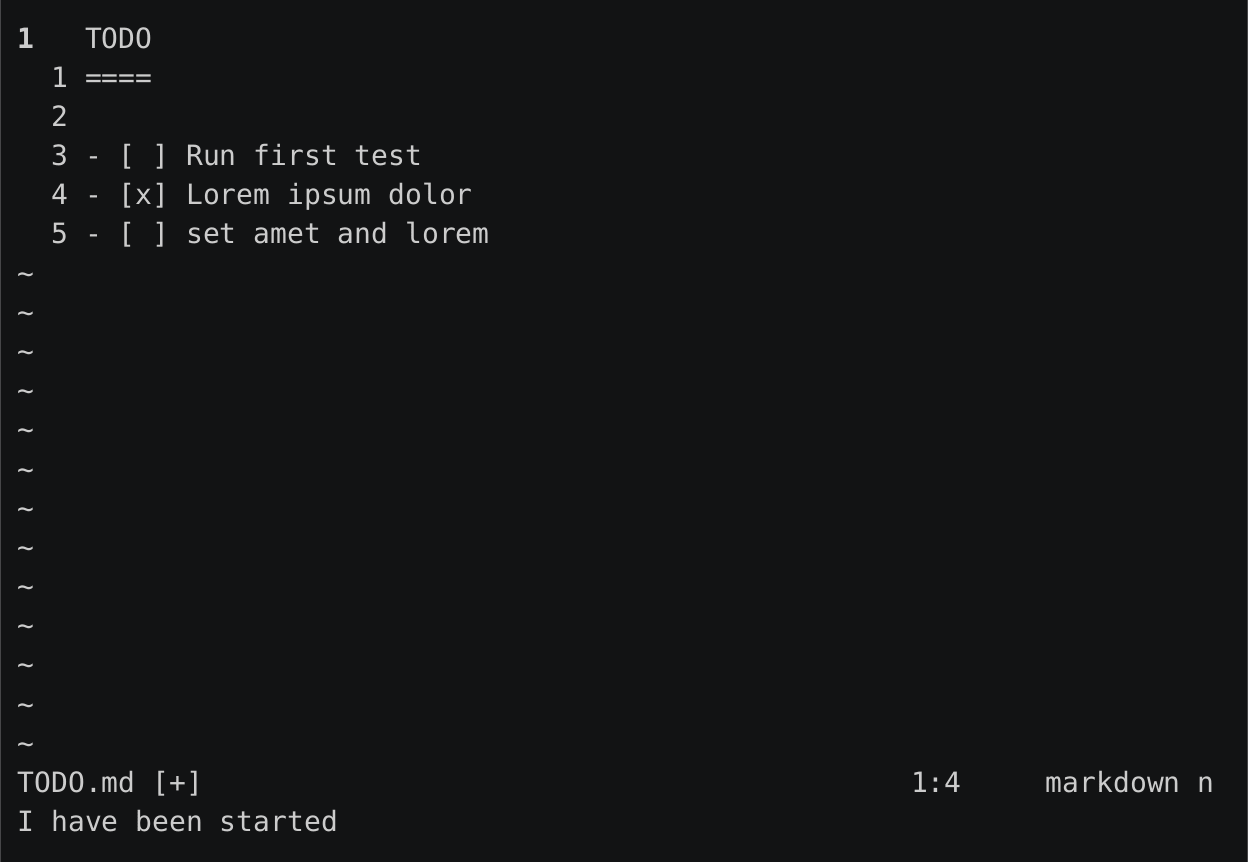 1   TODO
  1 ====
  2
  3 - [ ] Run first test
  4 - [x] Lorem ipsum dolor
  5 - [ ] set amet and lorem
~
~
~
~
~
~
~
~
~
~
~
~
~
TODO.md [+]                                          1:4     markdown n
I have been started